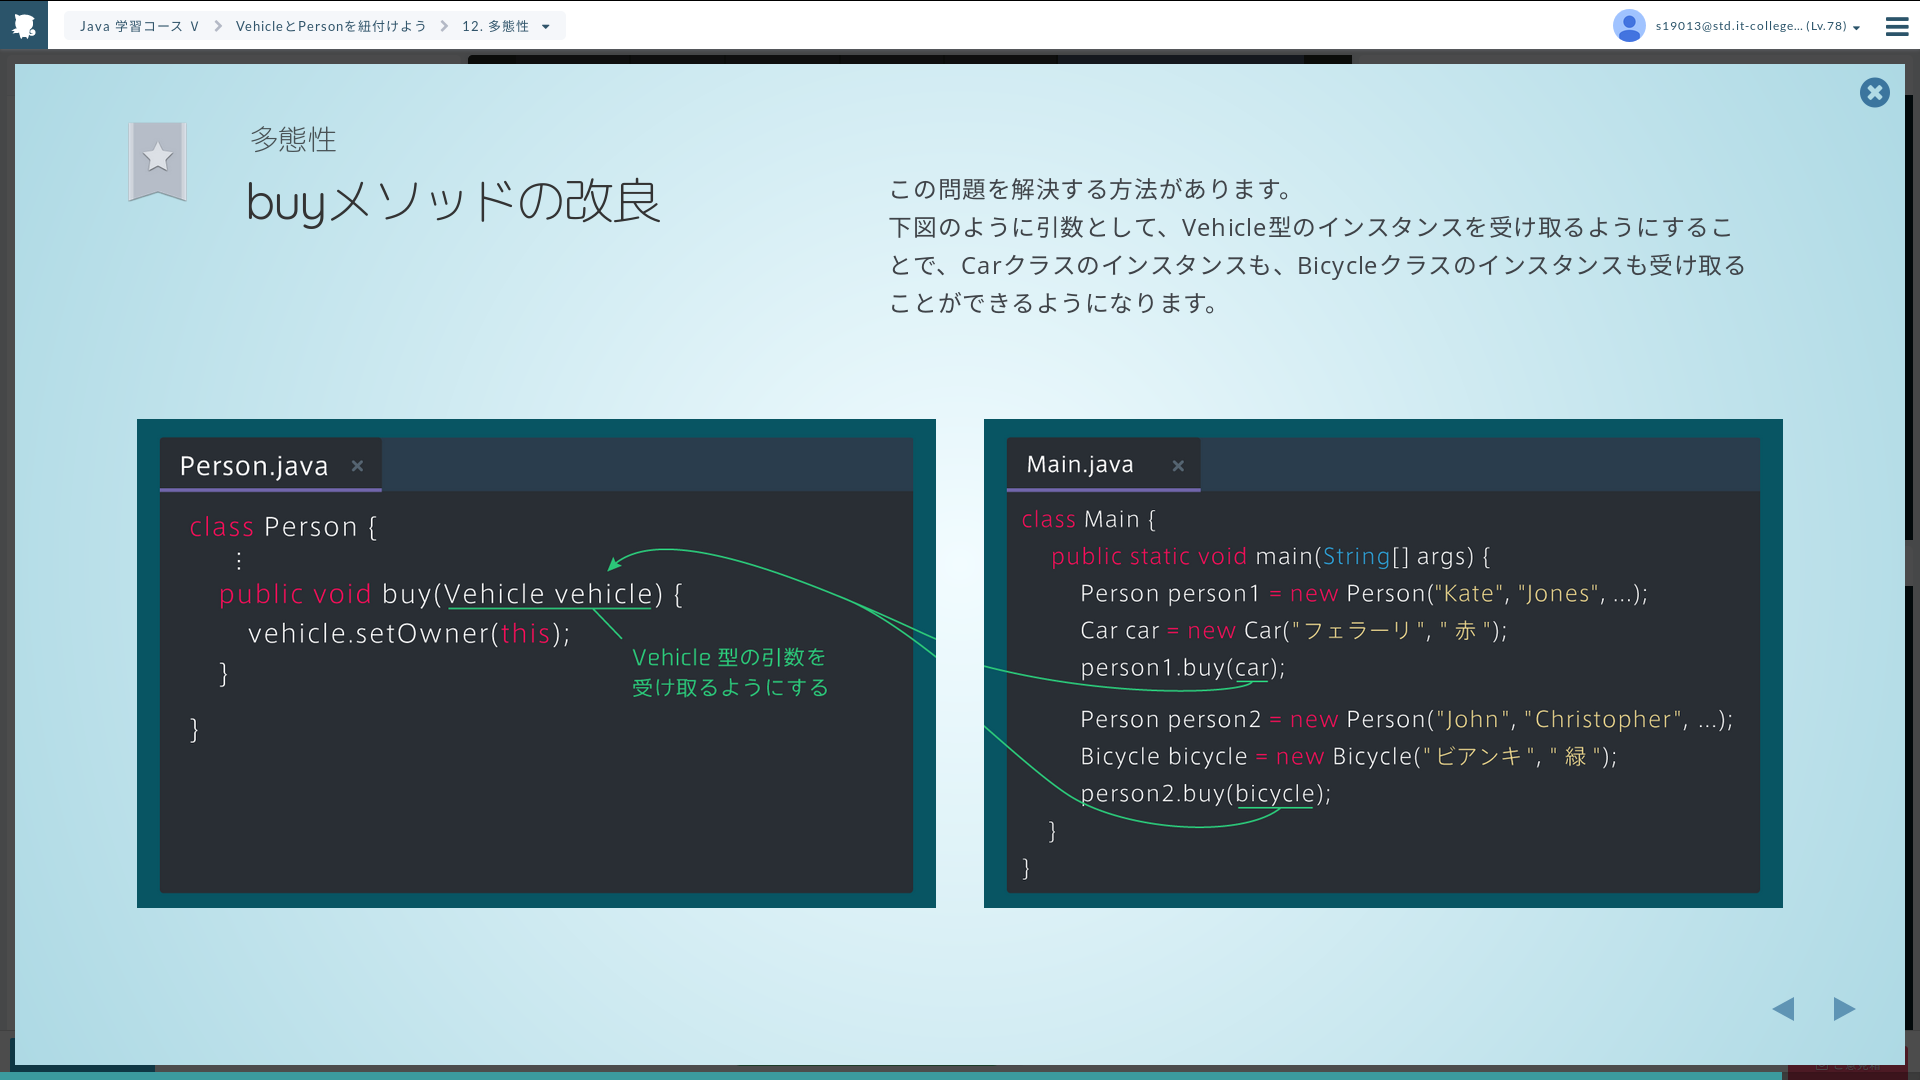 Java 学習コース Ⅴ
VehicleとPersonを紐付けよう
12. 多態性
s19013@std.it-college... (Lv.78)
多態性
buyメソッドの改良
この問題を解決する方法があります。
下図のように引数として、Vehicle型のインスタンスを受け取るようにするこ
とで、Carクラスのインスタンスも、Bicycleクラスのインスタンスも受け取る
ことができるようになります。
Person.java ×
class Person {
⋮
public void buy(Vehicle vehicle) {
vehicle.setOwner(this);
}
}
Vehicle 型の引数を
受け取るようにする
Main.java ×
class Main {
public static void main(String[] args) {
Person person1 = new Person("Kate", "Jones", ...);
Car car = new Car("フェラーリ", "赤");
person1.buy(car);
Person person2 = new Person("John", "Christopher", ...);
Bicycle bicycle = new Bicycle("ビアンキ", "緑");
person2.buy(bicycle);
}
}